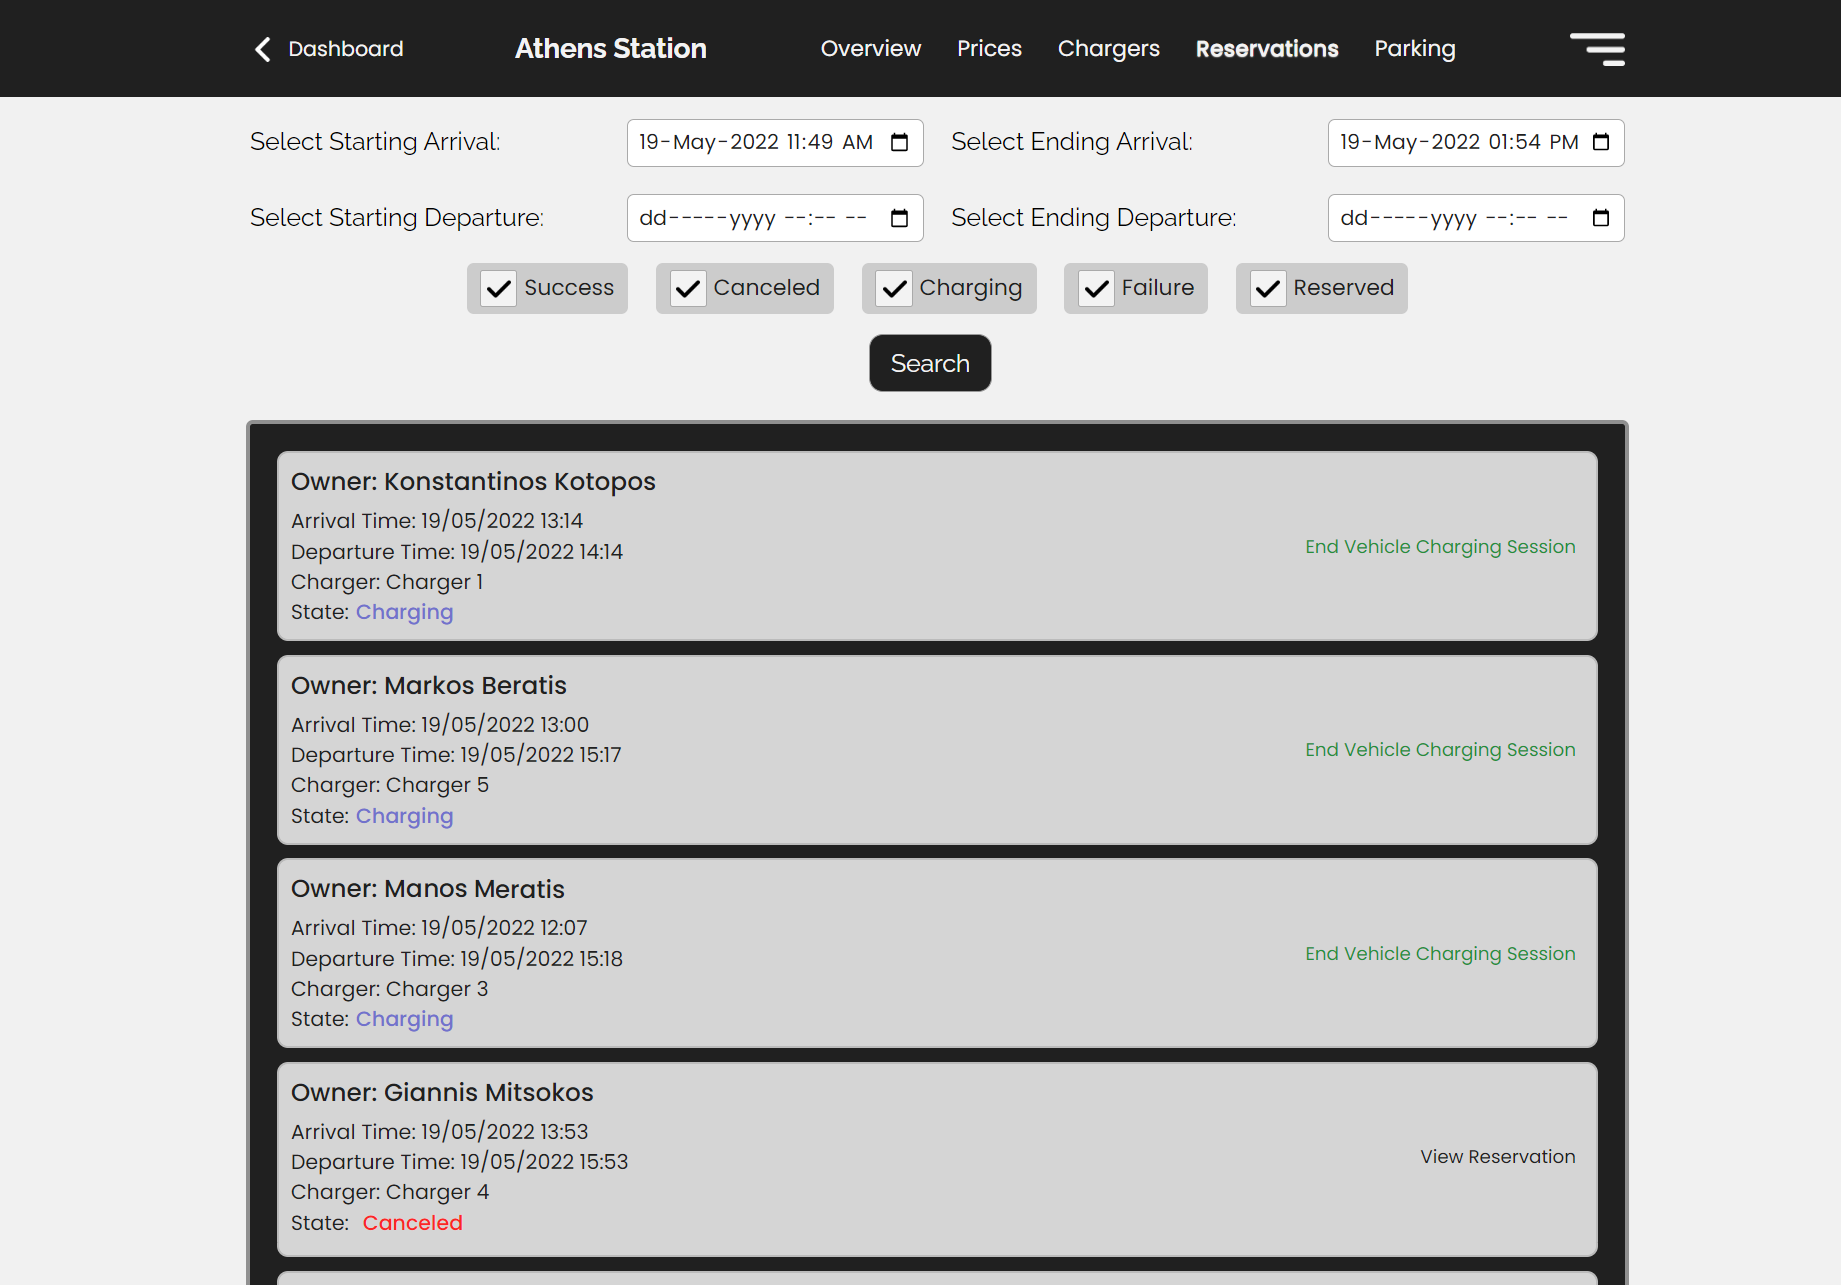 Dashboard
Athens Station
Overview
Prices
Chargers
Reservations
Parking
Select Starting Arrival:
19-May-2022 11:49 AM
Select Ending Arrival:
19-May-2022 01:54 PM
Select Starting Departure:
dd-----yyyy --:-- --
Select Ending Departure:
dd-----yyyy --:-- --
Success
Canceled
Charging
Failure
Reserved
Search
Owner: Konstantinos Kotopos
Arrival Time: 19/05/2022 13:14
Departure Time: 19/05/2022 14:14
Charger: Charger 1
State: Charging
End Vehicle Charging Session
Owner: Markos Beratis
Arrival Time: 19/05/2022 13:00
Departure Time: 19/05/2022 15:17
Charger: Charger 5
State: Charging
End Vehicle Charging Session
Owner: Manos Meratis
Arrival Time: 19/05/2022 12:07
Departure Time: 19/05/2022 15:18
Charger: Charger 3
State: Charging
End Vehicle Charging Session
Owner: Giannis Mitsokos
Arrival Time: 19/05/2022 13:53
Departure Time: 19/05/2022 15:53
Charger: Charger 4
State: Canceled
View Reservation